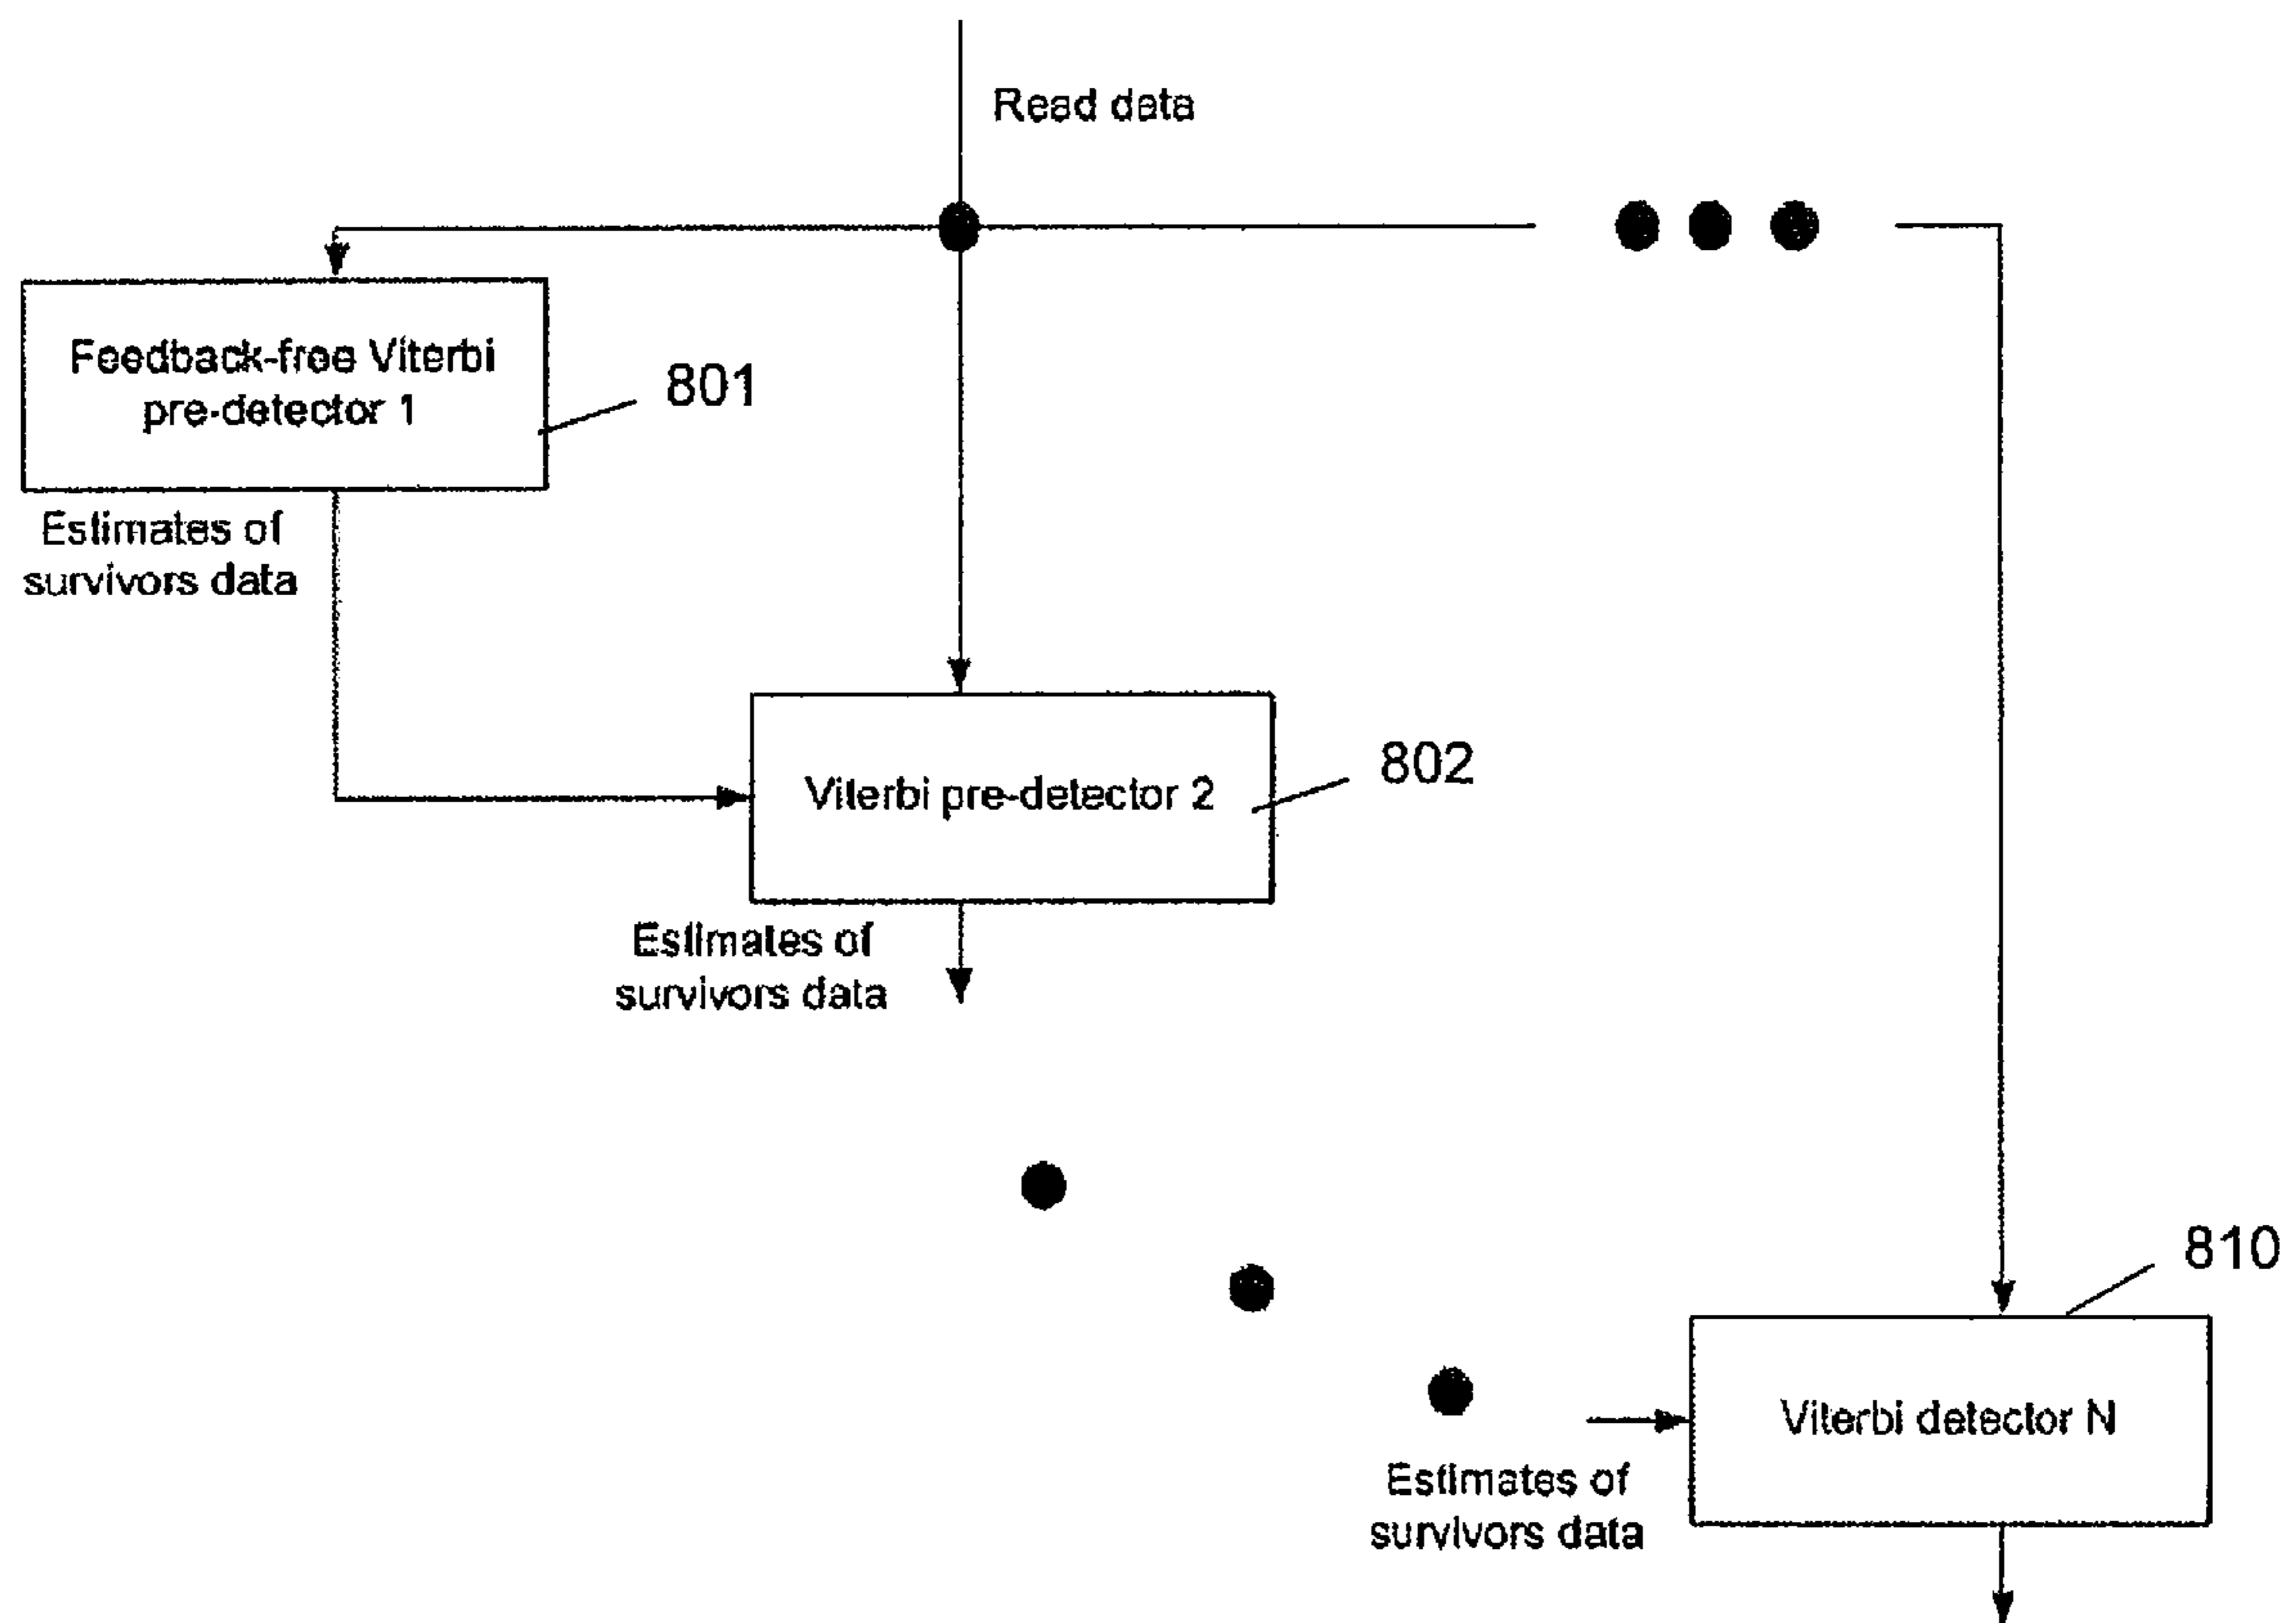 Read data
Feedback-free Viterbi
pre-detector 1
801
Estimates of
survivors data
Viterbi pre-detector 2
802
Estimates of
survivors data
810
Viterbi detector N
Estimates of
survivors data